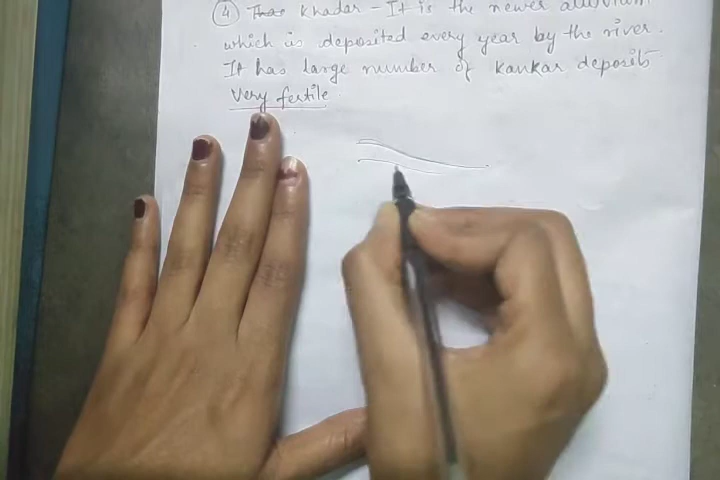 ④ Khadar - It is the newer alluvium
which is deposited every year by the river.
It has large number of Kankar deposits
Very fertile.